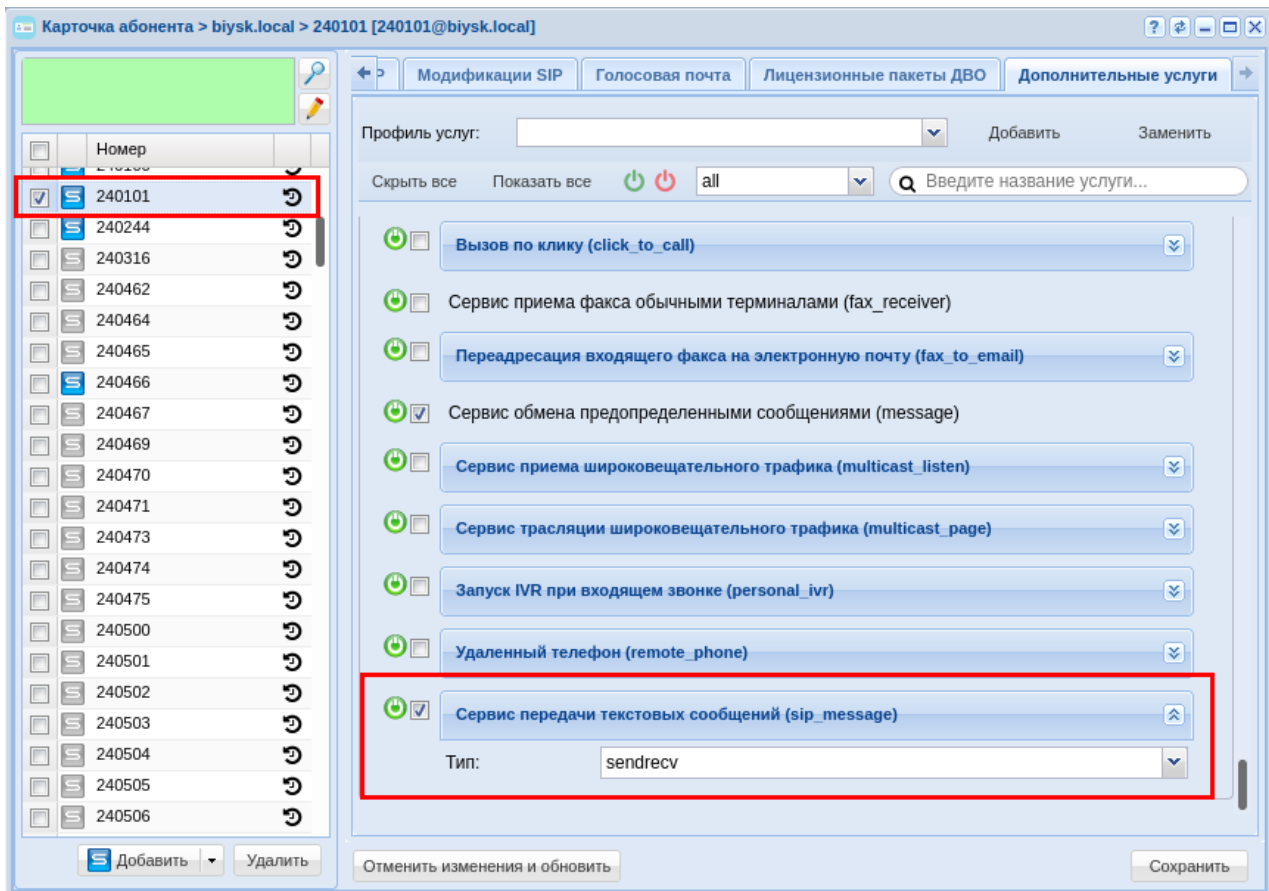 Карточка абонента > biysk.local > 240101 [240101@biysk.local]
Модификации SIP
Голосовая почта
Лицензионные пакеты ДВО
Дополнительные услуги
Профиль услуг:
Добавить
Заменить
Скрыть все
Показать все
all
Введите название услуги...
Номер
240101
240244
240316
240462
240464
240465
240466
240467
240469
240470
240471
240473
240474
240475
240500
240501
240502
240503
240504
240505
240506
Добавить
Удалить
Вызов по клику (click_to_call)
Сервис приема факса обычными терминалами (fax_receiver)
Переадресация входящего факса на электронную почту (fax_to_email)
Сервис обмена предопределенными сообщениями (message)
Сервис приема широковещательного трафика (multicast_listen)
Сервис трасляции широковещательного трафика (multicast_page)
Запуск IVR при входящем звонке (personal_ivr)
Удаленный телефон (remote_phone)
Сервис передачи текстовых сообщений (sip_message)
Тип:
sendrecv
Отменить изменения и обновить
Сохранить